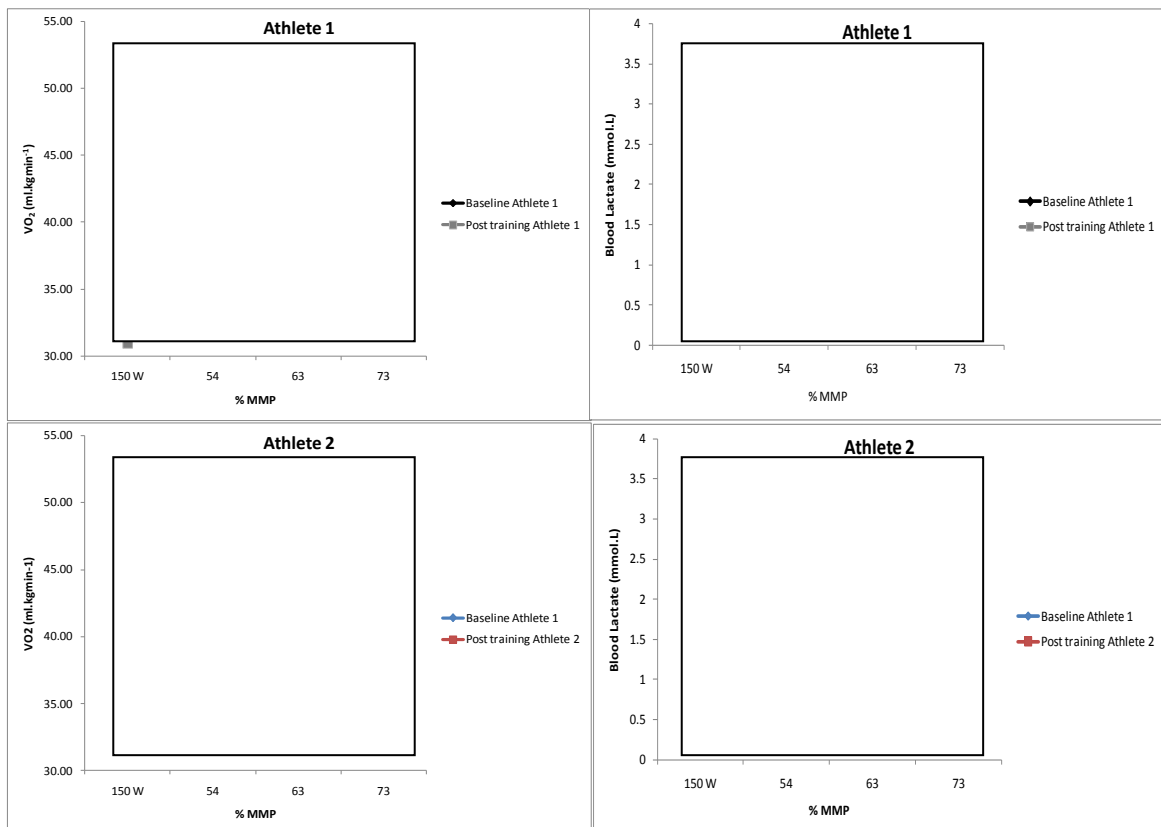 Athlete 1
55.00
50.00
45.00
40.00
35.00
30.00
VO₂ (ml.kgmin⁻¹)
150 W 54 63 73
% MMP
Baseline Athlete 1
Post training Athlete 1
Athlete 1
4
3.5
3
2.5
2
1.5
1
0.5
0
Blood Lactate (mmol.L)
150 W 54 63 73
% MMP
Baseline Athlete 1
Post training Athlete 1
Athlete 2
55.00
50.00
45.00
40.00
35.00
30.00
VO2 (ml.kgmin-1)
150 W 54 63 73
% MMP
Baseline Athlete 1
Post training Athlete 2
Athlete 2
4
3.5
3
2.5
2
1.5
1
0.5
0
Blood Lactate (mmol.L)
150 W 54 63 73
% MMP
Baseline Athlete 1
Post training Athlete 2